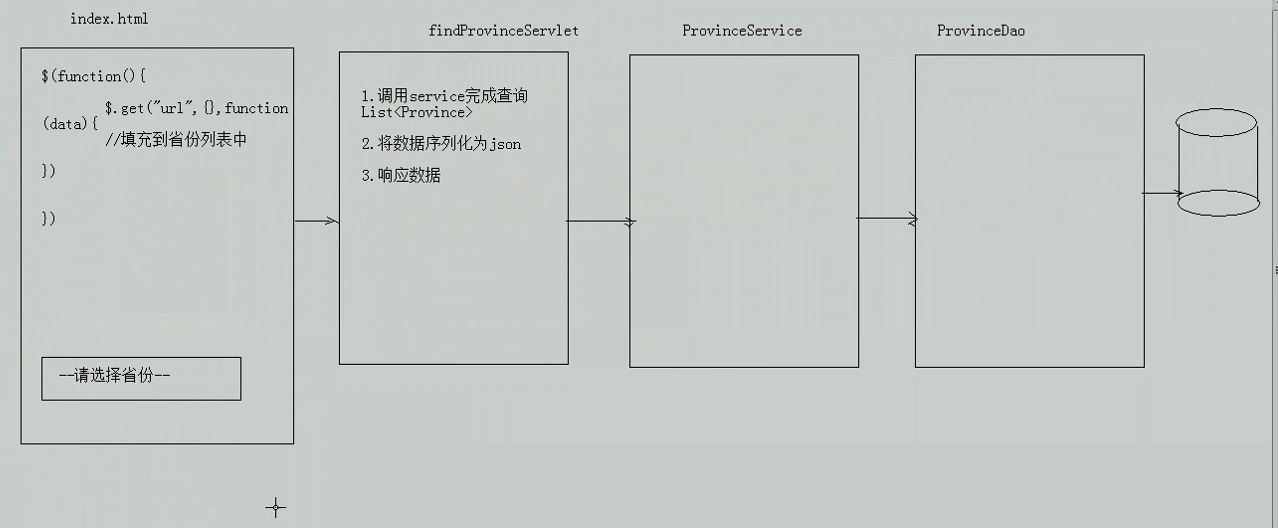 index.html
findProvinceServlet
ProvinceService
ProvinceDao
$(function(){
$.get("url",{},function
(data){
//填充到省份列表中
})
})
--请选择省份--
1.调用service完成查询
List<Province>
2.将数据序列化为json
3.响应数据